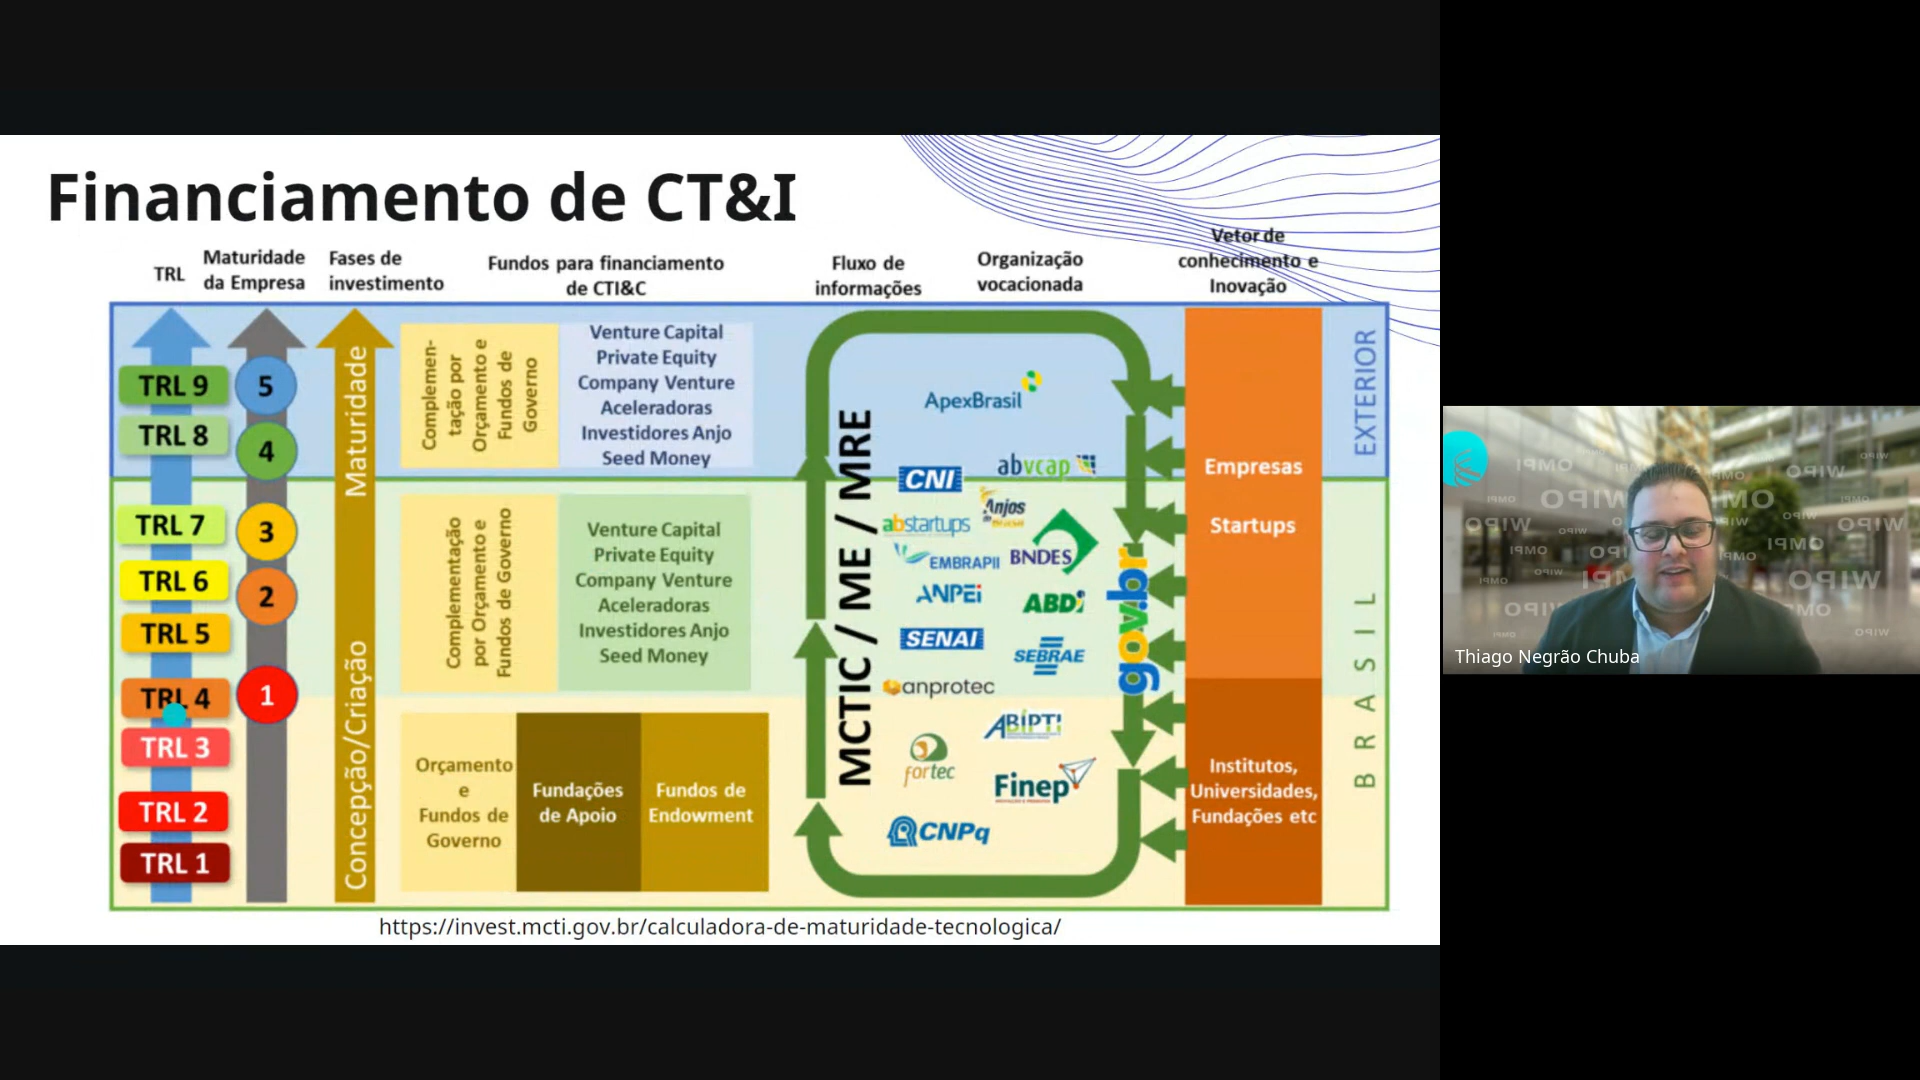 Financiamento de CT&I
TRL
Maturidade
da Empresa
Fases de
investimento
Fundos para financiamento
de CTI&C
Fluxo de
informações
Organização
vocacionada
Vetor de
conhecimento e
Inovação
TRL 9
TRL 8
TRL 7
TRL 6
TRL 5
TRL 4
TRL 3
TRL 2
TRL 1
5
4
3
2
1
Maturidade
Concepção/Criação
Complemen-
tação por
Orçamento e
Fundos de
Governo
Venture Capital
Private Equity
Company Venture
Aceleradoras
Investidores Anjo
Seed Money
Complementação
por Orçamento e
Fundos de Governo
Venture Capital
Private Equity
Company Venture
Aceleradoras
Investidores Anjo
Seed Money
Orçamento
e
Fundos de
Governo
Fundações
de Apoio
Fundos de
Endowment
MCTIC / ME / MRE
ApexBrasil
abvcap
CNI
Anjos
do Brasil
abstartups
EMBRAPII
BNDES
ANPEi
ABDi
SENAI
SEBRAE
anprotec
ABIPTI
fortec
Finep
CNPq
gov.br
Empresas
Startups
Institutos,
Universidades,
Fundações etc
EXTERIOR
BRASIL
https://invest.mcti.gov.br/calculadora-de-maturidade-tecnologica/
WIPO
OMPI
Thiago Negrão Chuba